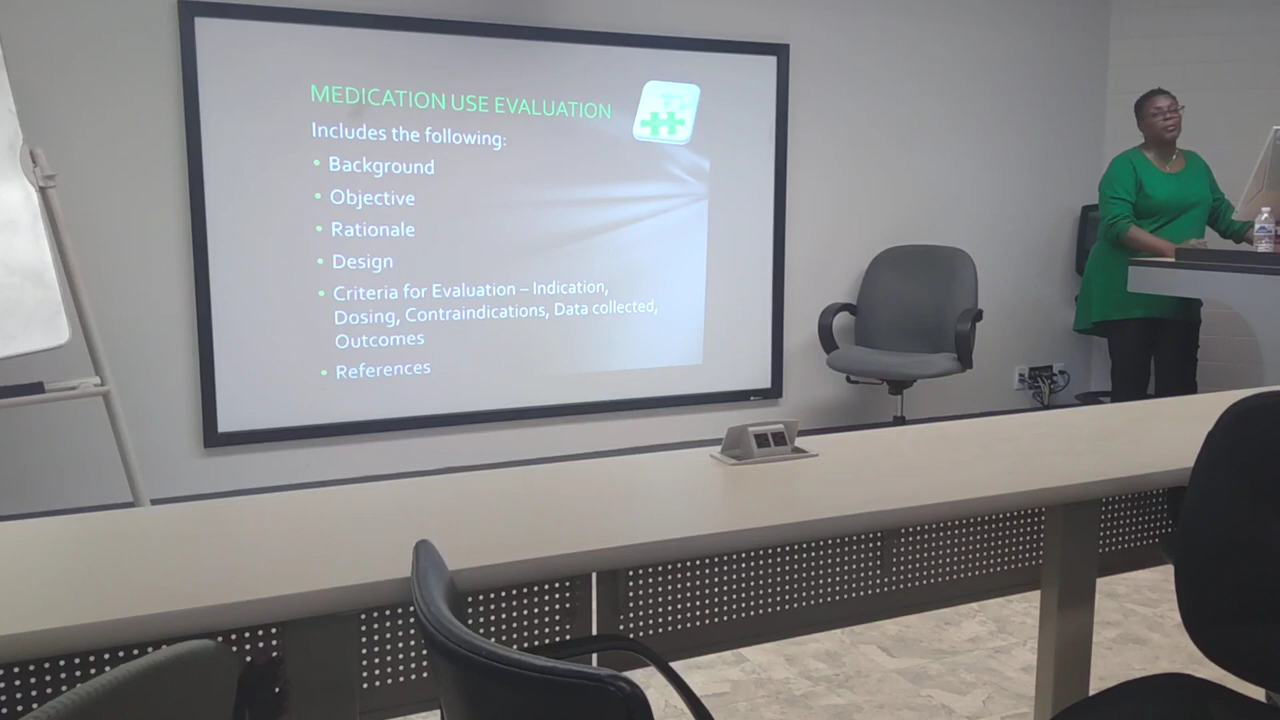 MEDICATION USE EVALUATION
Includes the following:
• Background
• Objective
• Rationale
• Design
• Criteria for Evaluation – Indication,
Dosing, Contraindications, Data collected,
Outcomes
• References